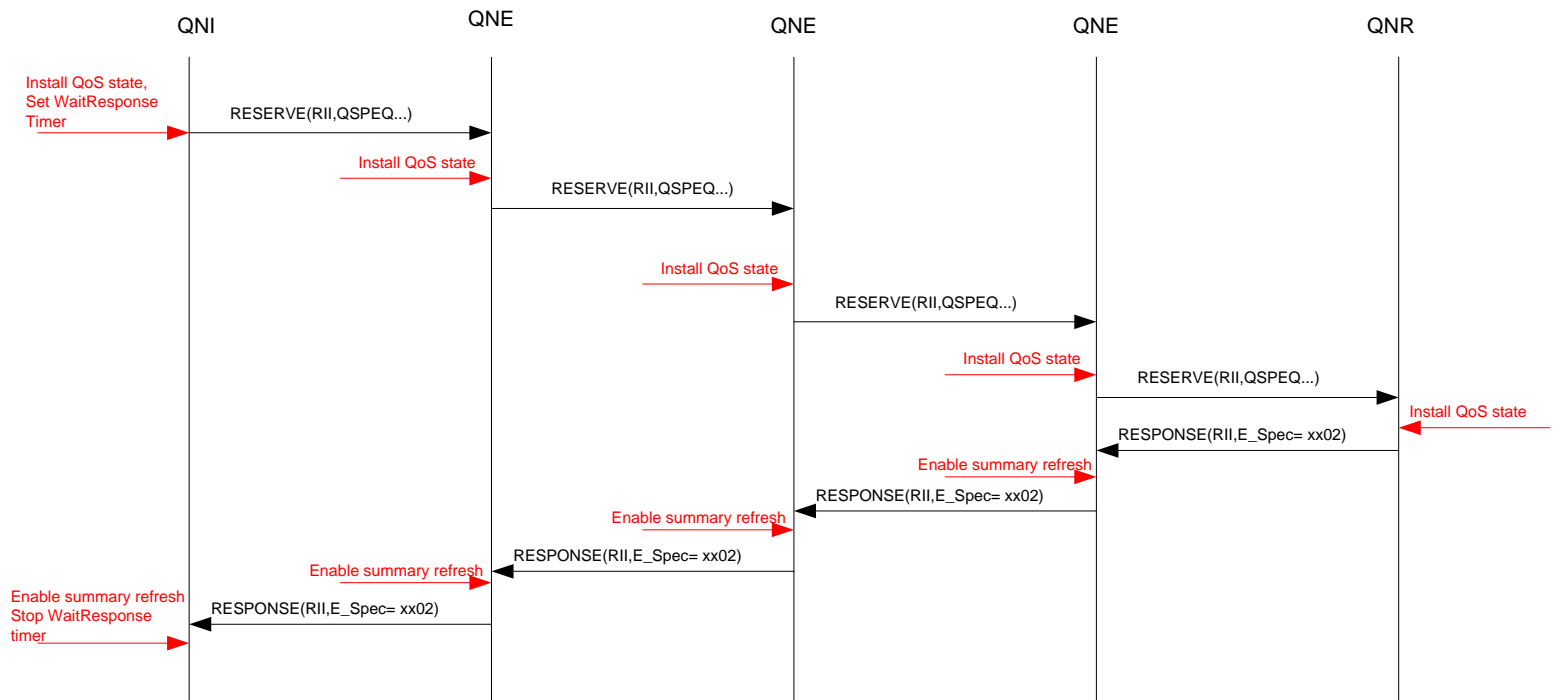 QNI
QNE
QNE
QNE
QNR
Install QoS state,
Set WaitResponse
Timer
RESERVE(RII,QSPEQ...)
Install QoS state
RESERVE(RII,QSPEQ...)
Install QoS state
RESERVE(RII,QSPEQ...)
Install QoS state
RESERVE(RII,QSPEQ...)
Install QoS state
RESPONSE(RII,E_Spec= xx02)
Enable summary refresh
RESPONSE(RII,E_Spec= xx02)
Enable summary refresh
RESPONSE(RII,E_Spec= xx02)
Enable summary refresh
RESPONSE(RII,E_Spec= xx02)
Enable summary refresh
Stop WaitResponse
timer